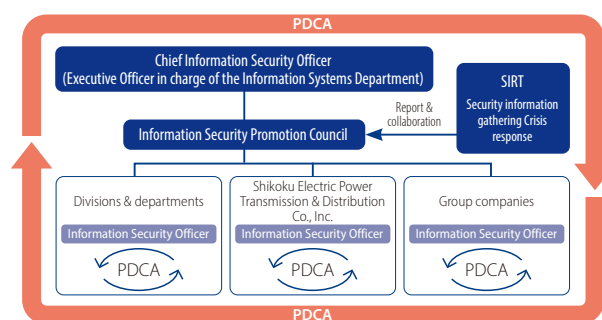 PDCA
Chief Information Security Officer
(Executive Officer in charge of the Information Systems Department)
SIRT
Security information
gathering Crisis
response
Report &
collaboration
Information Security Promotion Council
Divisions & departments
Information Security Officer
PDCA
Shikoku Electric Power
Transmission & Distribution
Co., Inc.
Information Security Officer
PDCA
Group companies
Information Security Officer
PDCA
PDCA